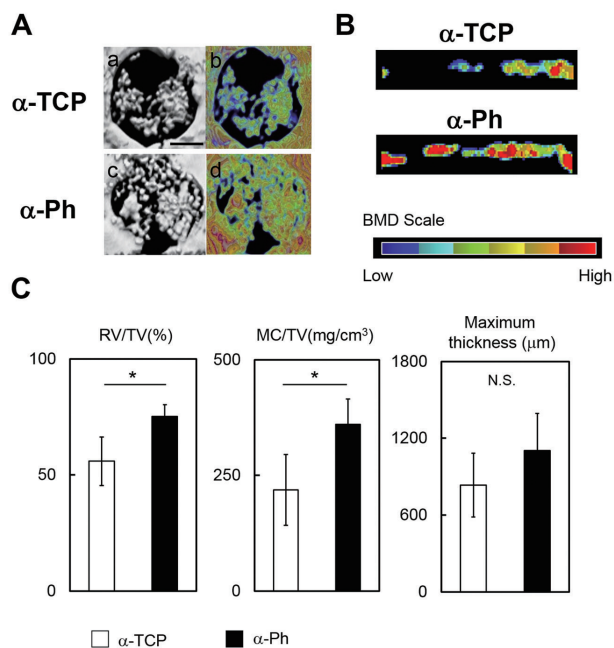 A
a
b
α-TCP
c
d
α-Ph
B
α-TCP
α-Ph
BMD Scale
Low High
C
RV/TV(%)
100
50
0
*
MC/TV(mg/cm³)
500
250
0
*
Maximum
thickness (μm)
1800
1200
600
0
N.S.
α-TCP α-Ph